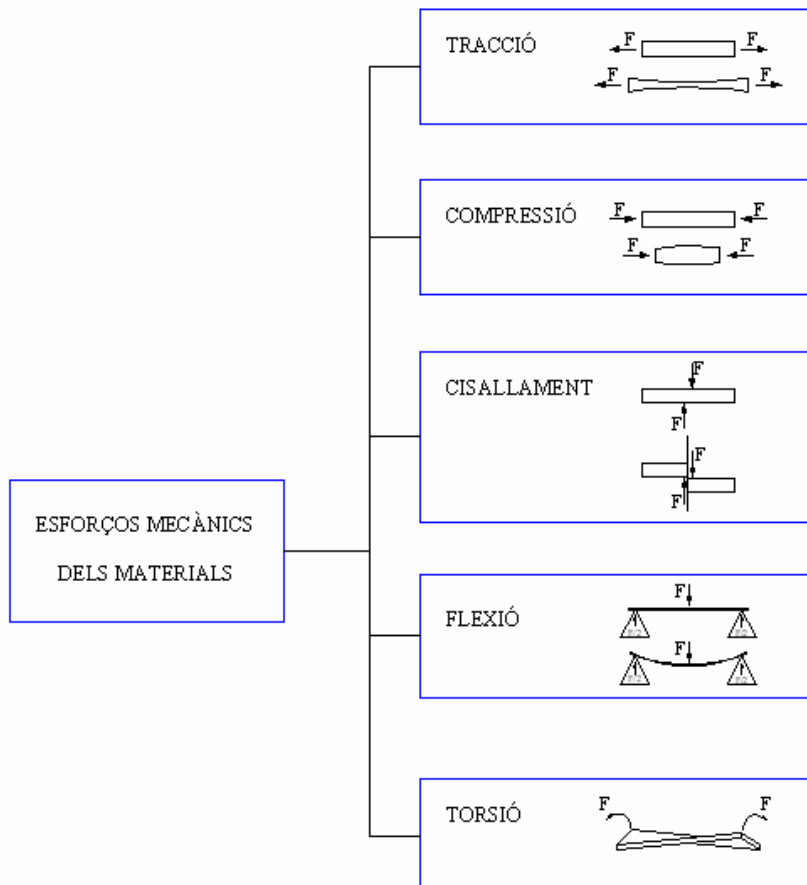 TRACCIÓ
F F
F F
COMPRESSIÓ
F F
F F
CISALLAMENT
F
F
F
F
ESFORÇOS MECÀNICS
DELS MATERIALS
FLEXIÓ
F
F
TORSIÓ
F F